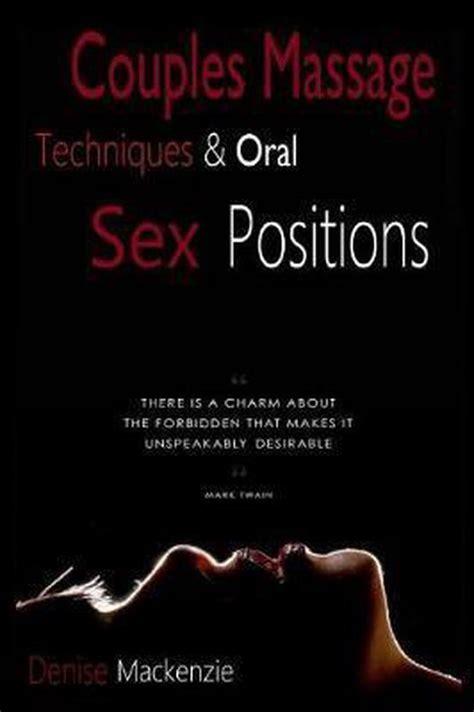 Couples Massage
Techniques & Oral
Sex Positions
“
THERE IS A CHARM ABOUT
THE FORBIDDEN THAT MAKES IT
UNSPEAKABLY DESIRABLE
”
MARK TWAIN
Denise Mackenzie